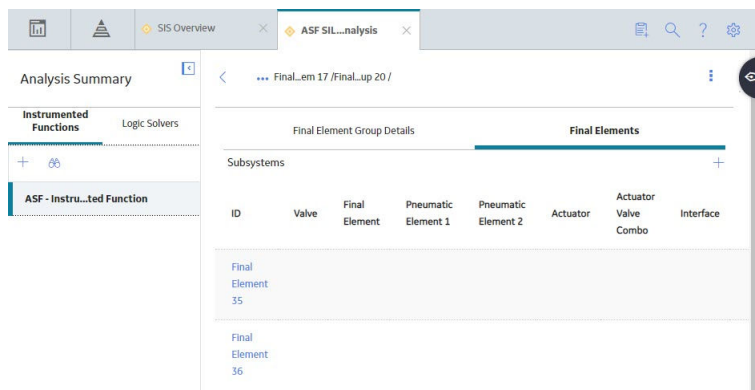 SIS Overview
ASF SIL...nalysis
?
Analysis Summary
... Final...em 17 /Final...up 20 /
Instrumented
Functions
Logic Solvers
Final Element Group Details
Final Elements
Subsystems
ASF - Instru...ted Function
ID
Valve
Final
Element
Pneumatic
Element 1
Pneumatic
Element 2
Actuator
Actuator
Valve
Combo
Interface
Final
Element
35
Final
Element
36